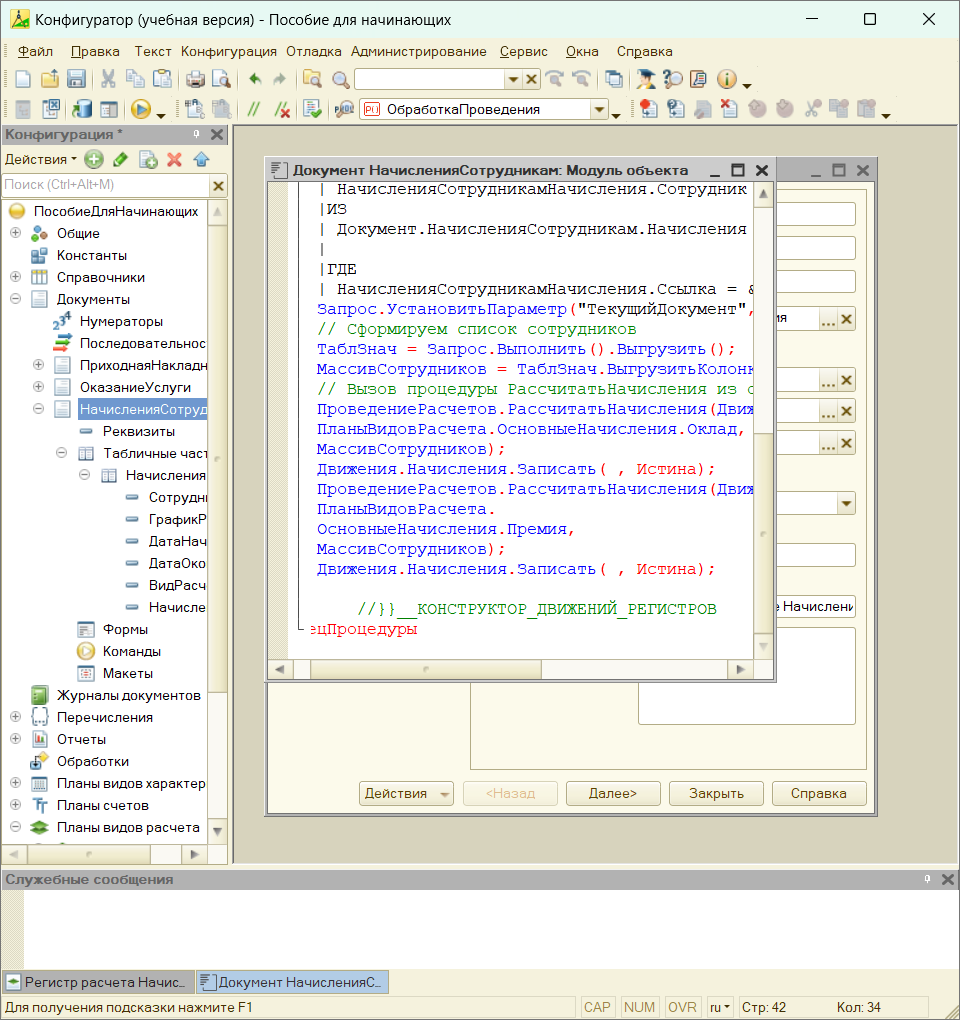 Конфигуратор (учебная версия) - Пособие для начинающих
Файл Правка Текст Конфигурация Отладка Администрирование Сервис Окна Справка
ОбработкаПроведения
Конфигурация *
Действия
Поиск (Ctrl+Alt+M)
ПособиеДляНачинающих
Общие
Константы
Справочники
Документы
Нумераторы
Последовательнос
ПриходнаяНакладн
ОказаниеУслуги
НачисленияСотруд
Реквизиты
Табличные част
Начисления
Сотрудн
ГрафикР
ДатаНач
ДатаОко
ВидРасч
Начисле
Формы
Команды
Макеты
Журналы документов
Перечисления
Отчеты
Обработки
Планы видов характер
Планы счетов
Планы видов расчета
Документ НачисленияСотрудникам: Модуль объекта
| НачисленияСотрудникамНачисления.Сотрудник
|ИЗ
| Документ.НачисленияСотрудникам.Начисления
|
|ГДЕ
| НачисленияСотрудникамНачисления.Ссылка = &
Запрос.УстановитьПараметр("ТекущийДокумент",
// Сформируем список сотрудников
ТаблЗнач = Запрос.Выполнить().Выгрузить();
МассивСотрудников = ТаблЗнач.ВыгрузитьКолонк
// Вызов процедуры РассчитатьНачисления из о
ПроведениеРасчетов.РассчитатьНачисления(Движ
ПланыВидовРасчета.ОсновныеНачисления.Оклад,
МассивСотрудников);
Движения.Начисления.Записать( , Истина);
ПроведениеРасчетов.РассчитатьНачисления(Движ
ПланыВидовРасчета.
ОсновныеНачисления.Премия,
МассивСотрудников);
Движения.Начисления.Записать( , Истина);
//}}__КОНСТРУКТОР_ДВИЖЕНИЙ_РЕГИСТРОВ
ецПроцедуры
ия
е Начислени
Действия <Назад Далее> Закрыть Справка
Служебные сообщения
Регистр расчета Начис... Документ НачисленияС...
Для получения подсказки нажмите F1 CAP NUM OVR ru Стр: 42 Кол: 34